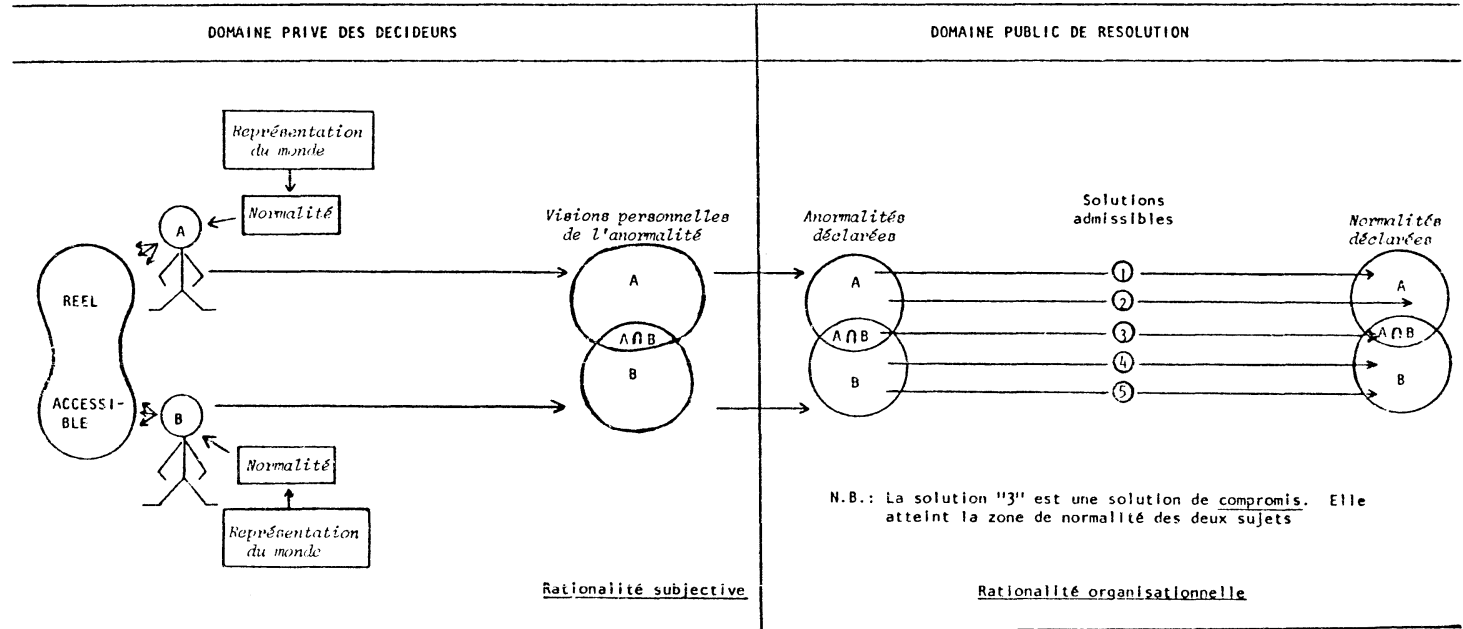 DOMAINE PRIVE DES DECIDEURS
DOMAINE PUBLIC DE RESOLUTION
Représentation
du monde
Normalité
A
REEL
ACCESSI-
BLE
B
Normalité
Représentation
du monde
Visions personnelles
de l'anormalité
A
A∩B
B
Rationalité subjective
Anormalités
déclarées
A
A∩B
B
Solutions
admissibles
1
2
3
4
5
Normalités
déclarées
A
A∩B
B
N.B.: La solution "3" est une solution de compromis. Elle
atteint la zone de normalité des deux sujets
Rationalité organisationnelle